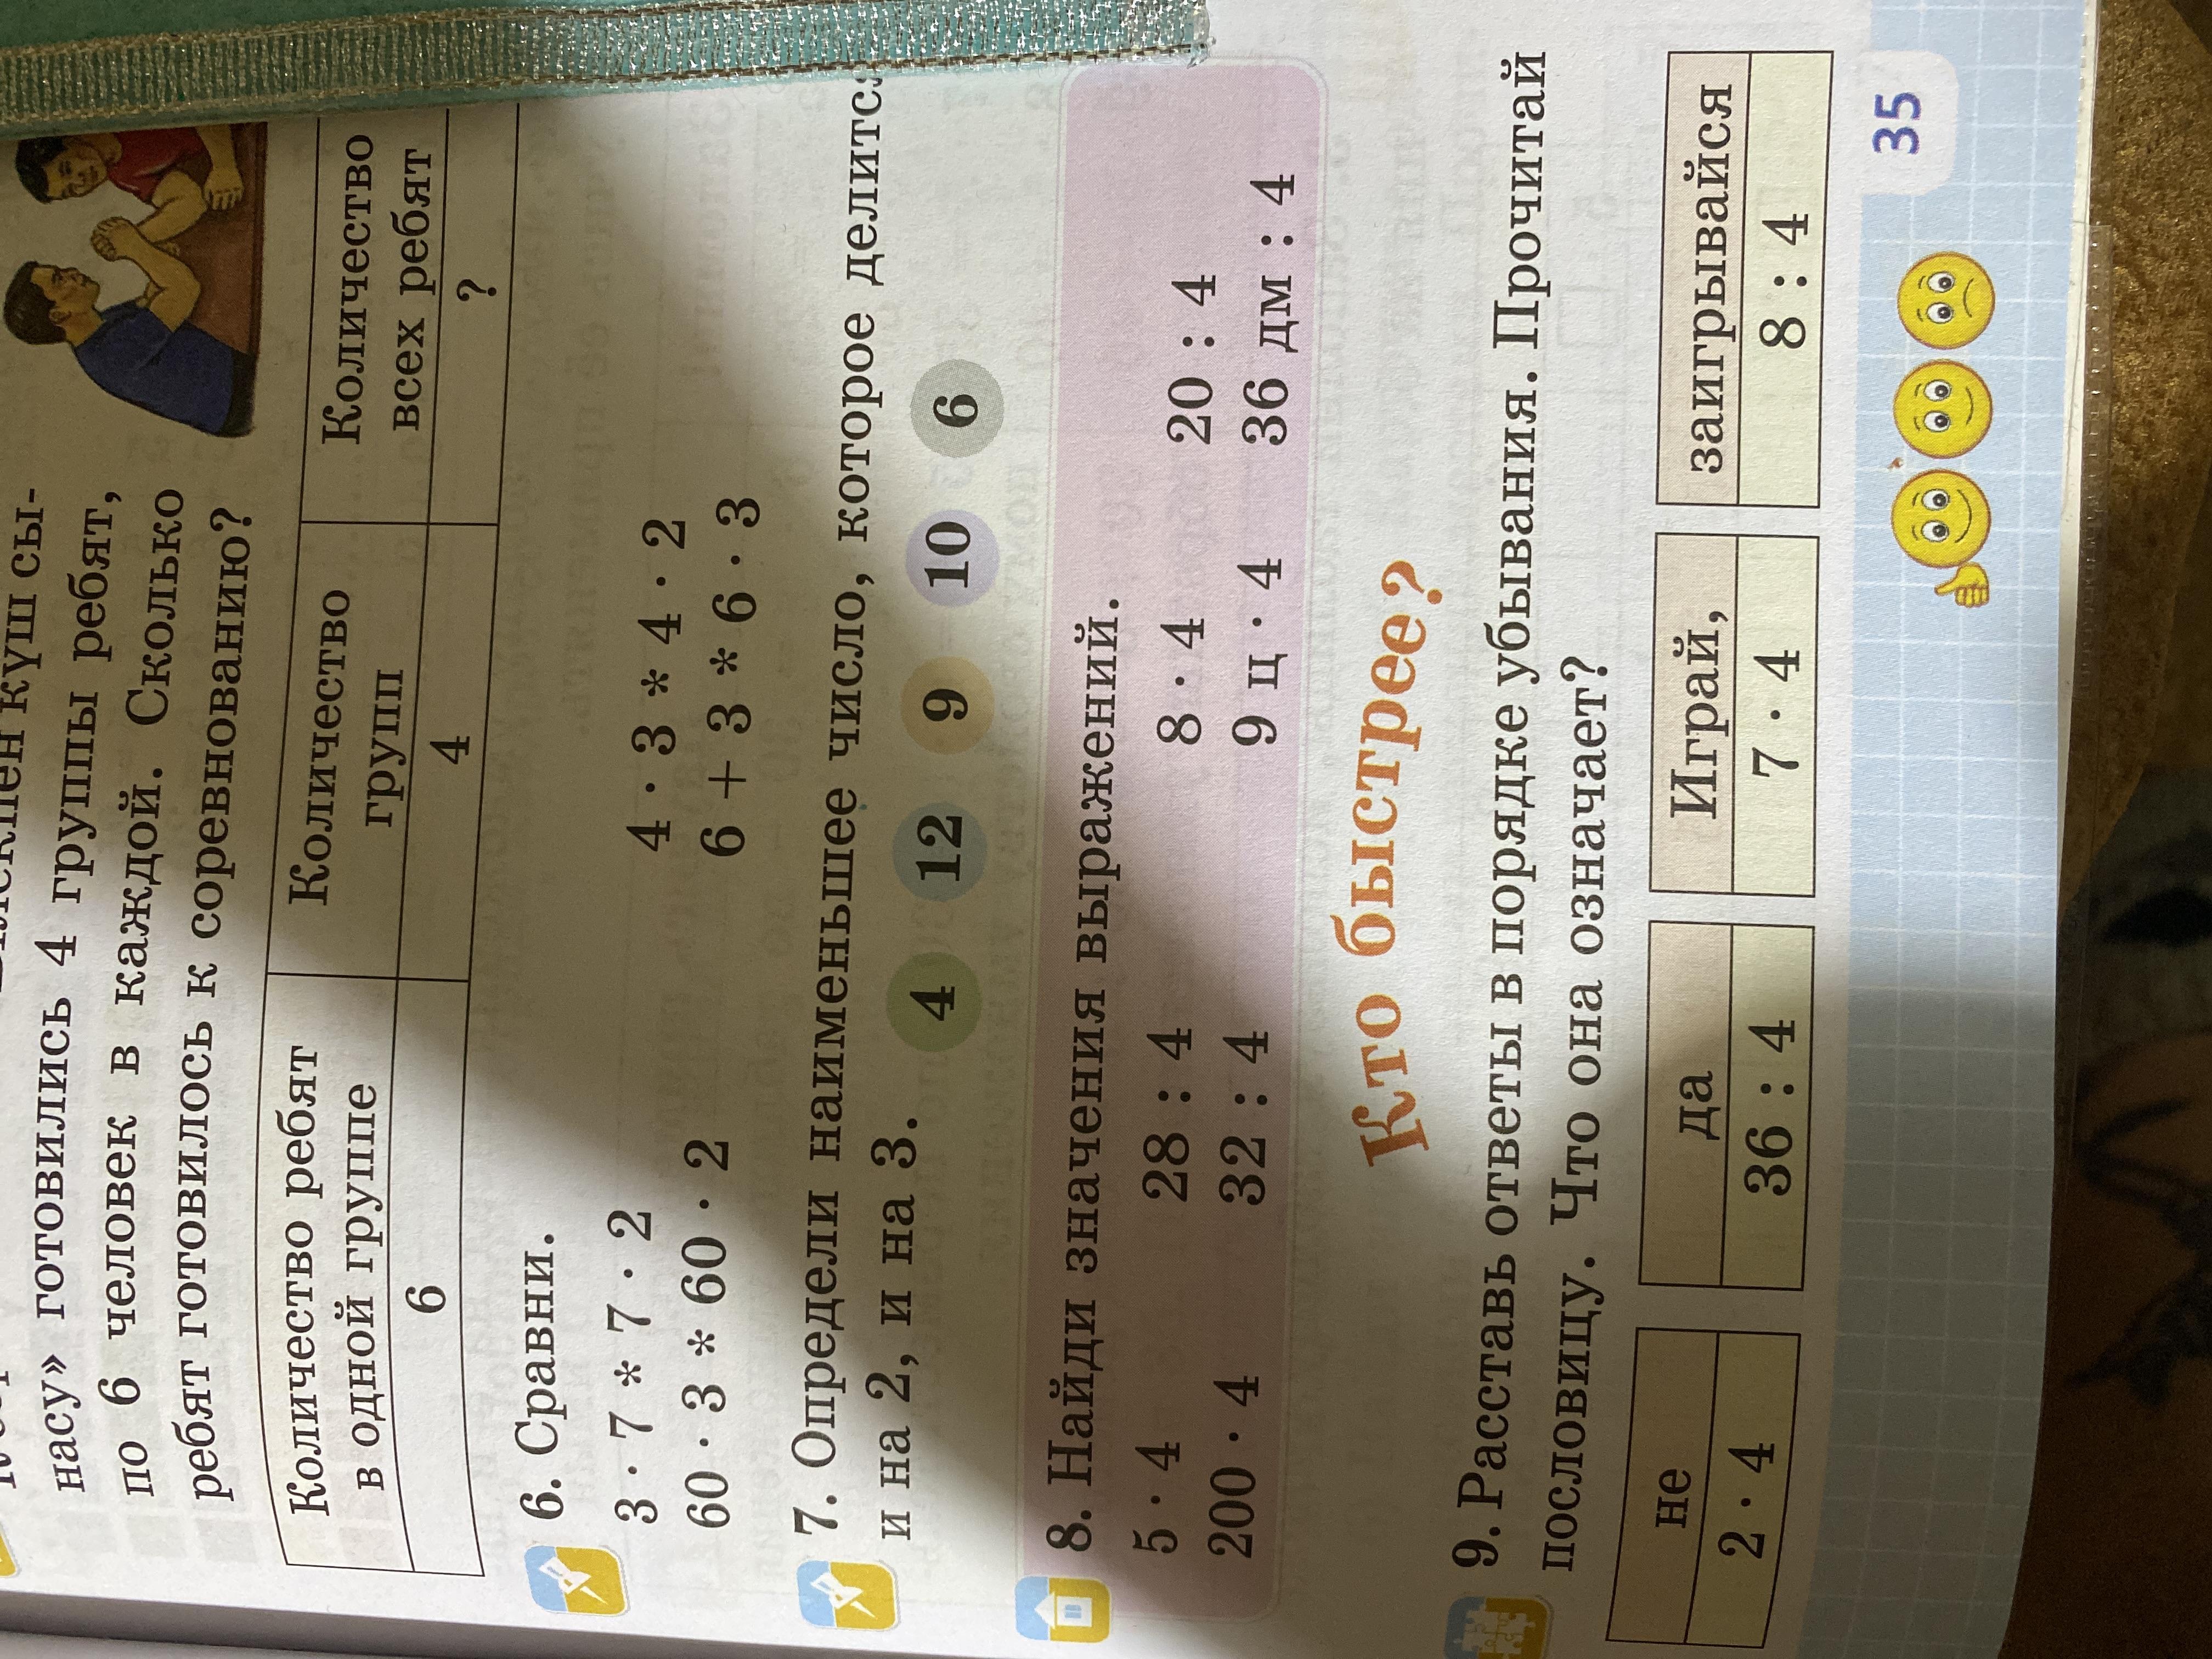 куш сы-
насу» готовились 4 группы ребят,
по 6 человек в каждой. Сколько
ребят готовилось к соревнованию?
Количество ребят
в одной группе
Количество
групп
Количество
всех ребят
6
4
?
6. Сравни.
3 · 7 * 7 · 2
4 · 3 * 4 · 2
60 · 3 * 60 · 2
6 + 3 * 6 · 3
7. Определи наименьшее число, которое
и на 2, и на 3.
4 12 9 10 6
8. Найди значения выражений.
5 · 4 28 : 4 8 · 4 20 : 4
200 · 4 32 : 4 9 ц · 4 36 дм : 4
Кто быстрее?
9. Расставь ответы в порядке убывания. Прочитай
пословицу. Что она означает?
не да Играй, заигрывайся
2 · 4 36 : 4 7 · 4 8 : 4
35